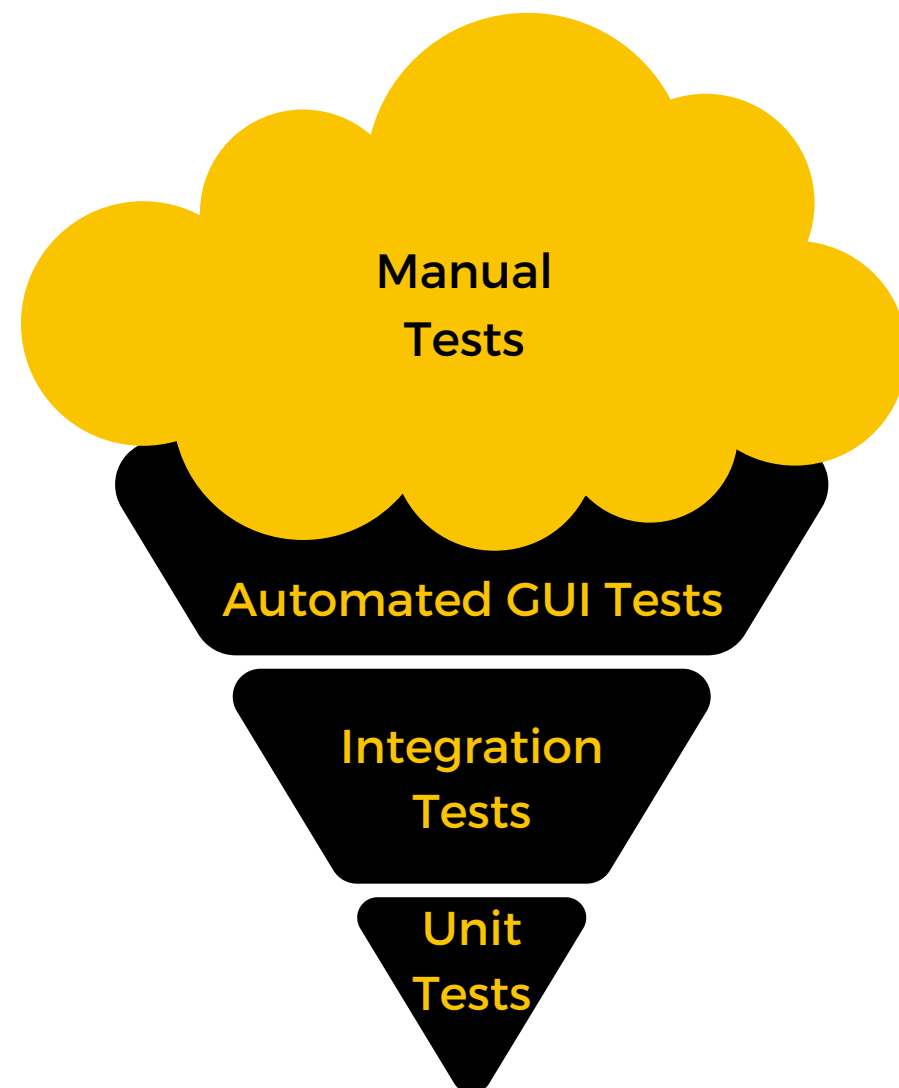 Manual
Tests
Automated GUI Tests
Integration
Tests
Unit
Tests